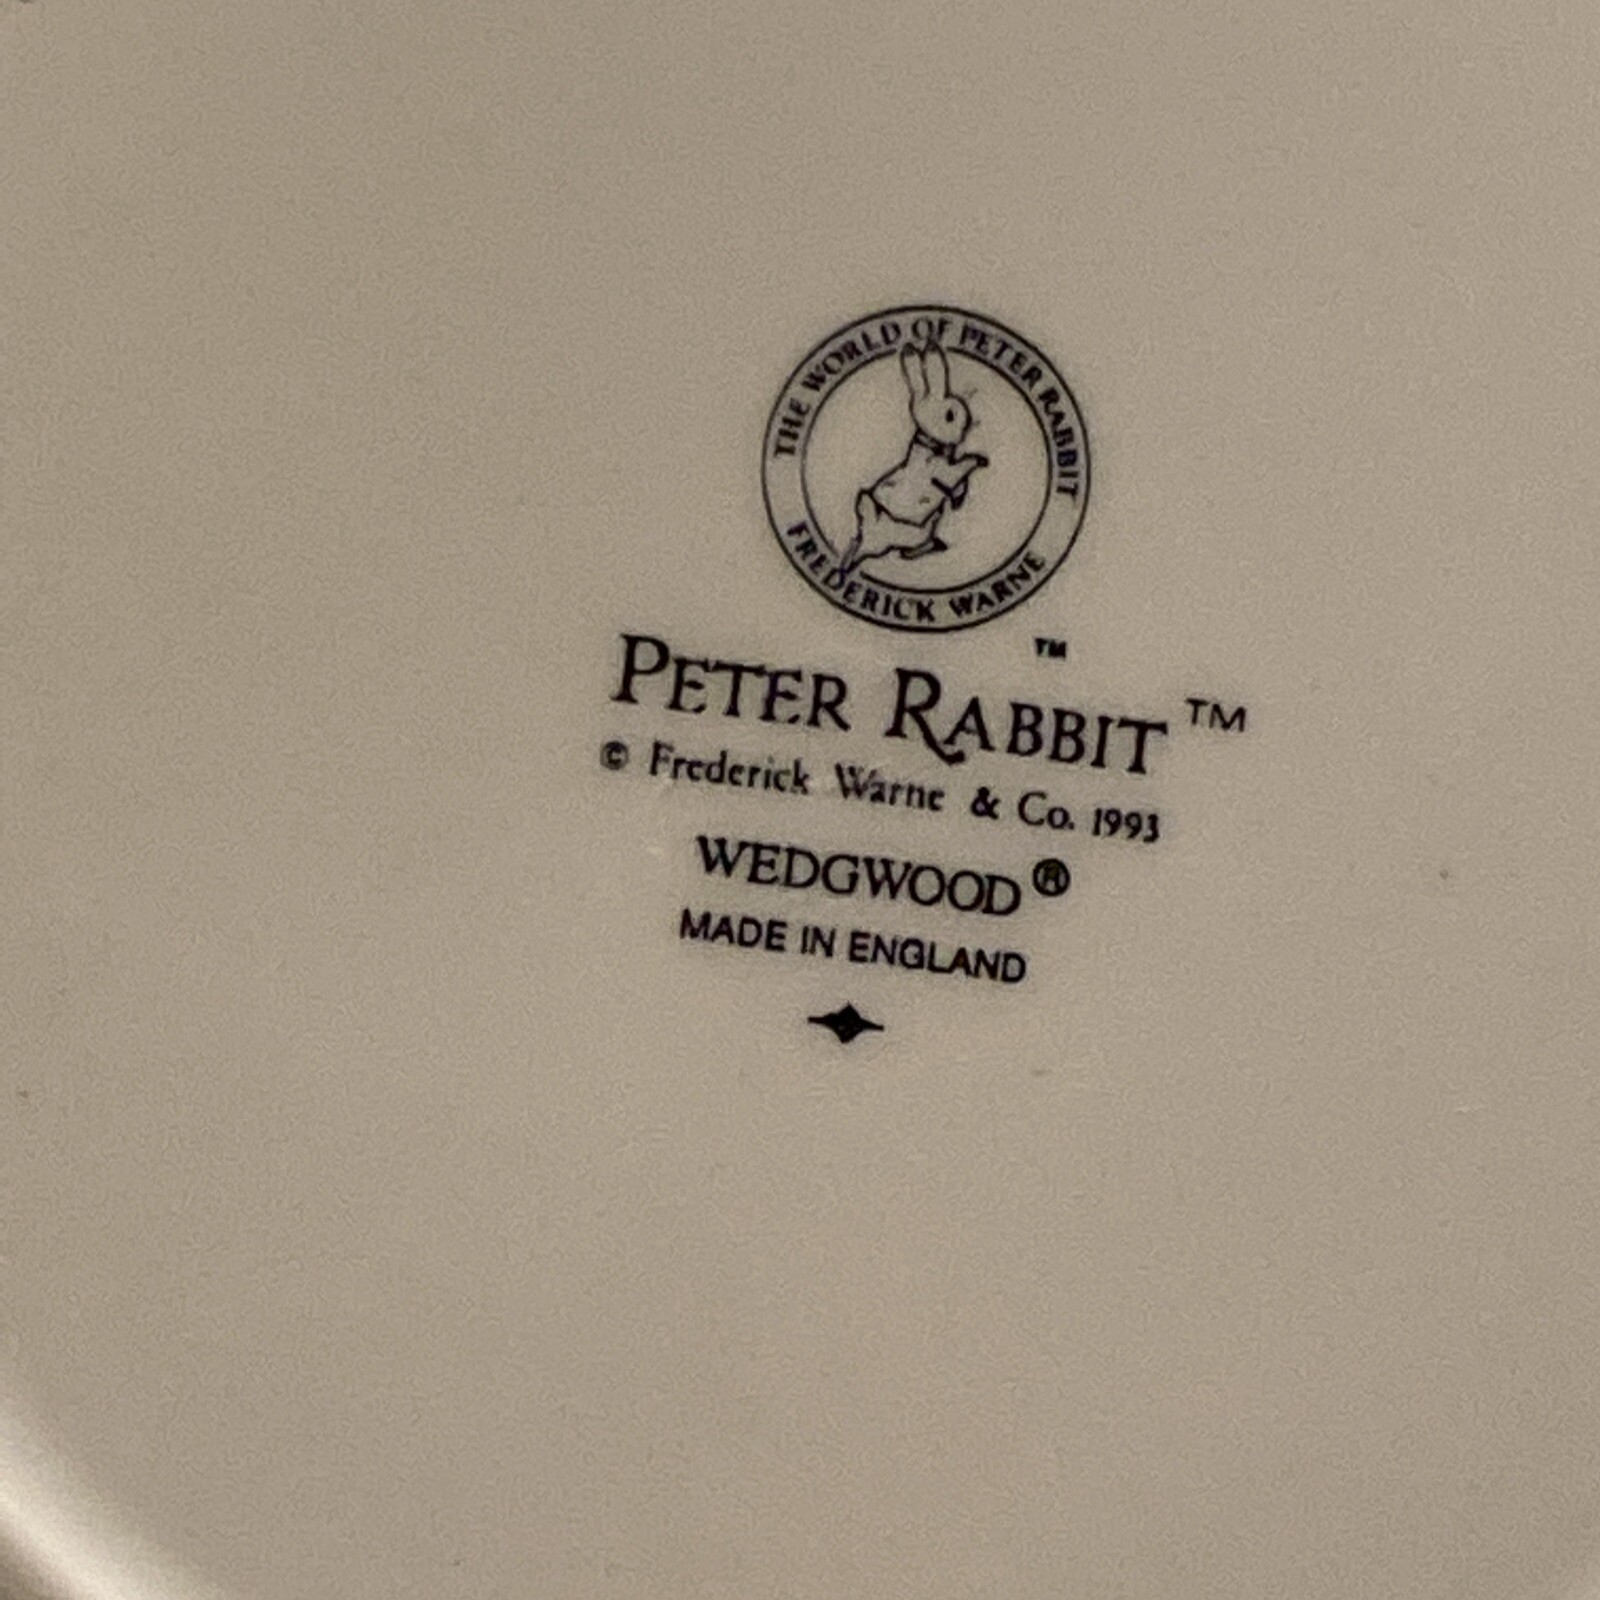 THE WORLD OF PETER RABBIT
FREDERICK WARNE
™
PETER RABBIT™
© Frederick Warne & Co. 1993
WEDGWOOD®
MADE IN ENGLAND